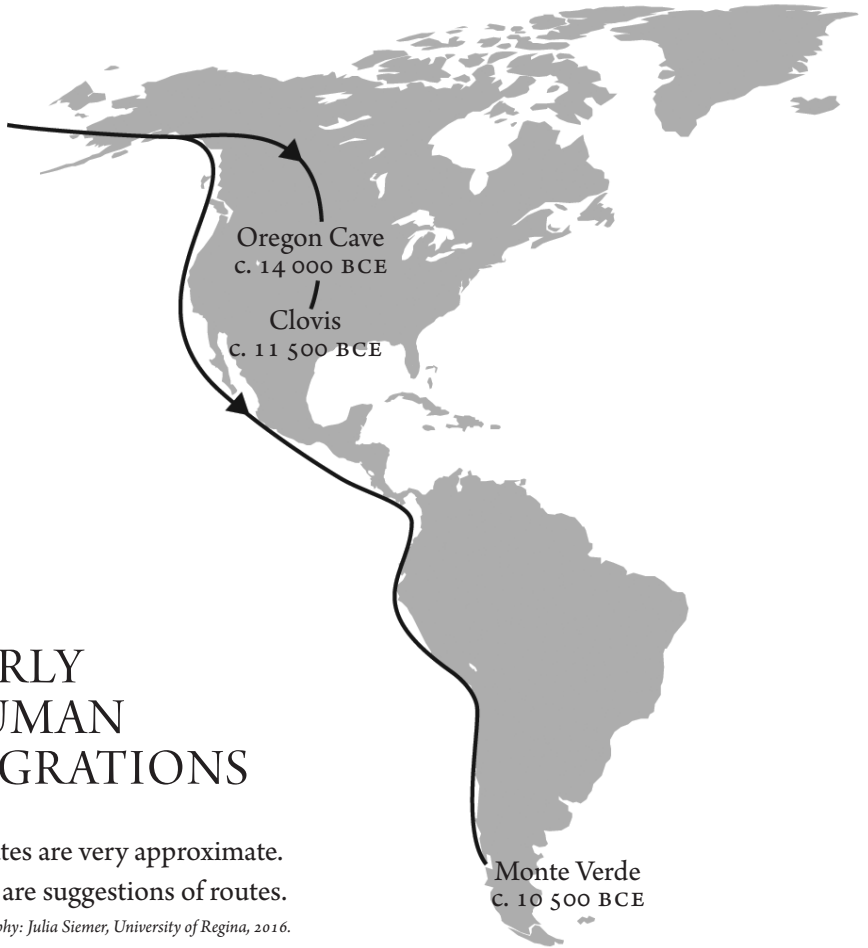 Oregon Cave
c. 14 000 BCE
Clovis
c. 11 500 BCE
RLY
UMAN
GRATIONS
tes are very approximate.
are suggestions of routes.
phy: Julia Siemer, University of Regina, 2016.
Monte Verde
c. 10 500 BCE